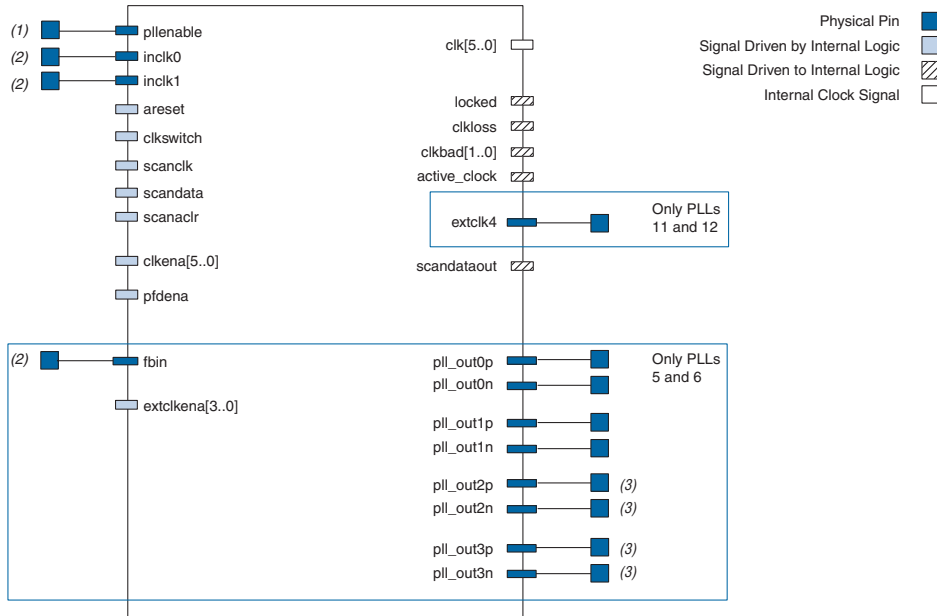 (1) pllenable
(2) inclk0
(2) inclk1
areset
clkswitch
scanclk
scandata
scanaclr
clkena[5..0]
pfdena
clk[5..0]
locked
clkloss
clkbad[1..0]
active_clock
extclk4
Only PLLs
11 and 12
scandataout
Physical Pin
Signal Driven by Internal Logic
Signal Driven to Internal Logic
Internal Clock Signal
(2) fbin
extclkena[3..0]
pll_out0p
pll_out0n
pll_out1p
pll_out1n
pll_out2p (3)
pll_out2n (3)
pll_out3p (3)
pll_out3n (3)
Only PLLs
5 and 6